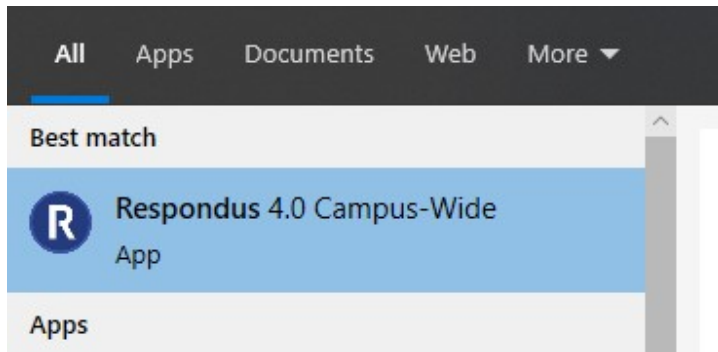 All Apps Documents Web More
Best match
R
Respondus 4.0 Campus-Wide
App
Apps